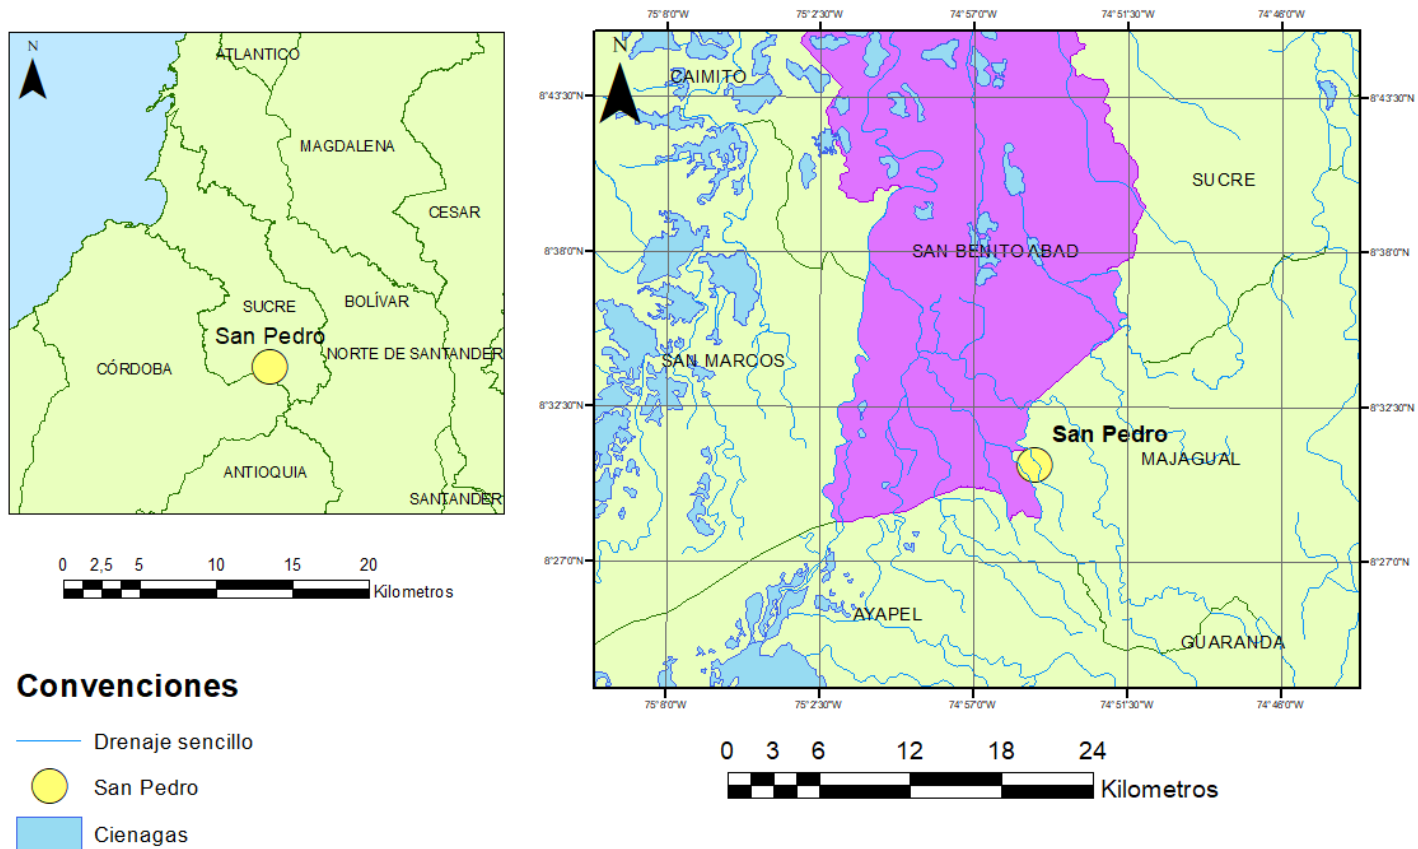 N
ATLANTICO
MAGDALENA
CESAR
SUCRE
BOLÍVAR
San Pedro
NORTE DE SANTANDER
CÓRDOBA
ANTIOQUIA
SANTANDER
0 2,5 5 10 15 20
Kilometros
Convenciones
Drenaje sencillo
San Pedro
Cienagas
75°8'0"W 75°2'30"W 74°57'0"W 74°51'30"W 74°46'0"W
N
CAIMITO
8°43'30"N 8°43'30"N
SUCRE
8°38'0"N SAN BENITO ABAD 8°38'0"N
SAN MARCOS
8°32'30"N 8°32'30"N
San Pedro
MAJAGUAL
8°27'0"N 8°27'0"N
AYAPEL
GUARANDA
75°8'0"W 75°2'30"W 74°57'0"W 74°51'30"W 74°46'0"W
0 3 6 12 18 24
Kilometros